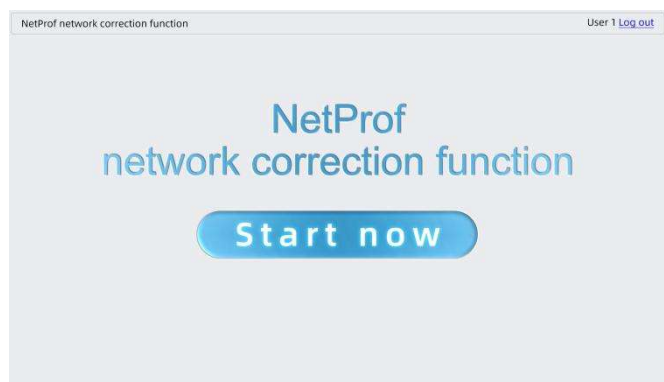 NetProf network correction function
User 1 Log out
NetProf
network correction function
Start now